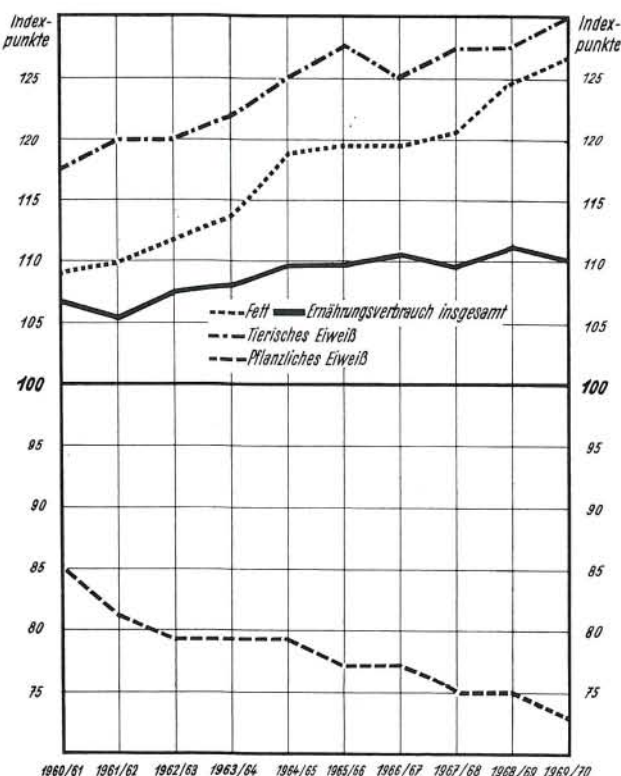 Index-
punkte
Index-
punkte
125
125
120
120
115
115
110
110
105
105
Fett Ernährungsverbrauch insgesamt
Tierisches Eiweiß
Pflanzliches Eiweiß
100
100
95
95
90
90
85
85
80
80
75
75
1960/61 1961/62 1962/63 1963/64 1964/65 1965/66 1966/67 1967/68 1968/69 1969/70